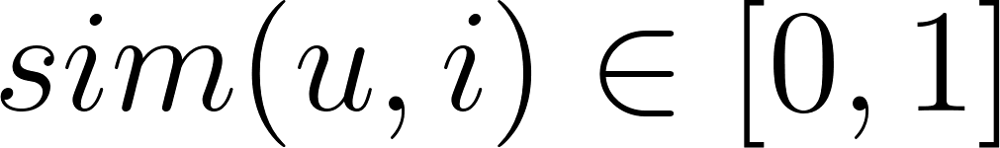 sim(u, i) ∈ [0, 1]